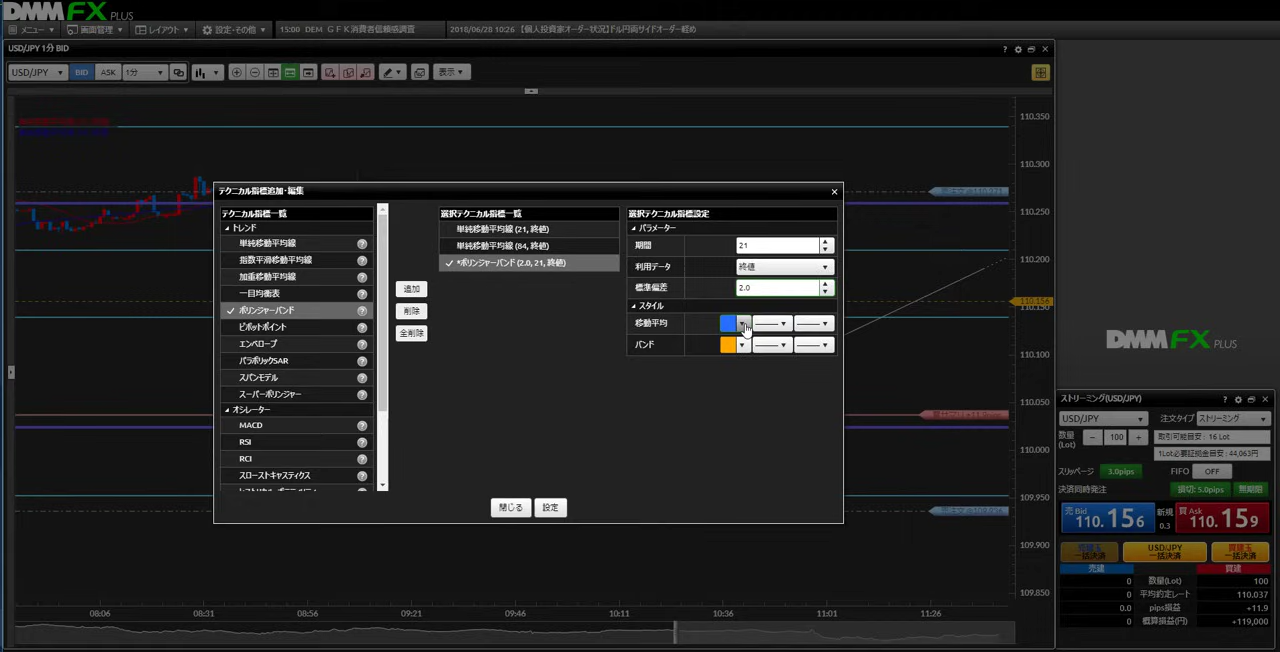 DMMFX PLUS
メニュー 画面管理 レイアウト 設定・その他 15:00 DEM GFK消費者信頼感調査 2018/06/28 10:26 【個人投資家オーダー状況】ドル円両サイドオーダー軽め
USD/JPY 1分 BID
USD/JPY BID ASK 1分 表示
110.350
110.300
110.250
110.200
110.156
110.100
110.050
110.000
109.950
109.900
109.850
テクニカル指標追加・編集
テクニカル指標一覧
トレンド
単純移動平均線
指数平滑移動平均線
加重移動平均線
一目均衡表
ボリンジャーバンド
ピボットポイント
エンベロープ
パラボリックSAR
スパンモデル
スーパーボリンジャー
オシレーター
MACD
RSI
RCI
スローストキャスティクス
追加
削除
全削除
選択テクニカル指標一覧
単純移動平均線 (21, 終値)
単純移動平均線 (84, 終値)
*ボリンジャーバンド (2.0, 21, 終値)
選択テクニカル指標設定
パラメーター
期間 21
利用データ 終値
標準偏差 2.0
スタイル
移動平均
バンド
閉じる 設定
08:06 08:31 08:56 09:21 09:46 10:11 10:36 11:01 11:26
DMMFX PLUS
ストリーミング(USD/JPY)
USD/JPY 注文タイプ ストリーミング
数量(Lot) 100 取引可能目安 : 16 Lot
1Lot必要証拠金目安 : 44,063円
スリッページ 3.0pips FIFO OFF
決済同時発注 損切: 5.0pips 無期限
売 Bid 110.156 新規 0.3 買 Ask 110.159
売建玉 一括決済 USD/JPY 一括決済 買建玉 一括決済
売建 買建
0 数量(Lot) 100
0 平均約定レート 110.037
0.0 pips損益 +11.9
0 概算損益(円) +119,000